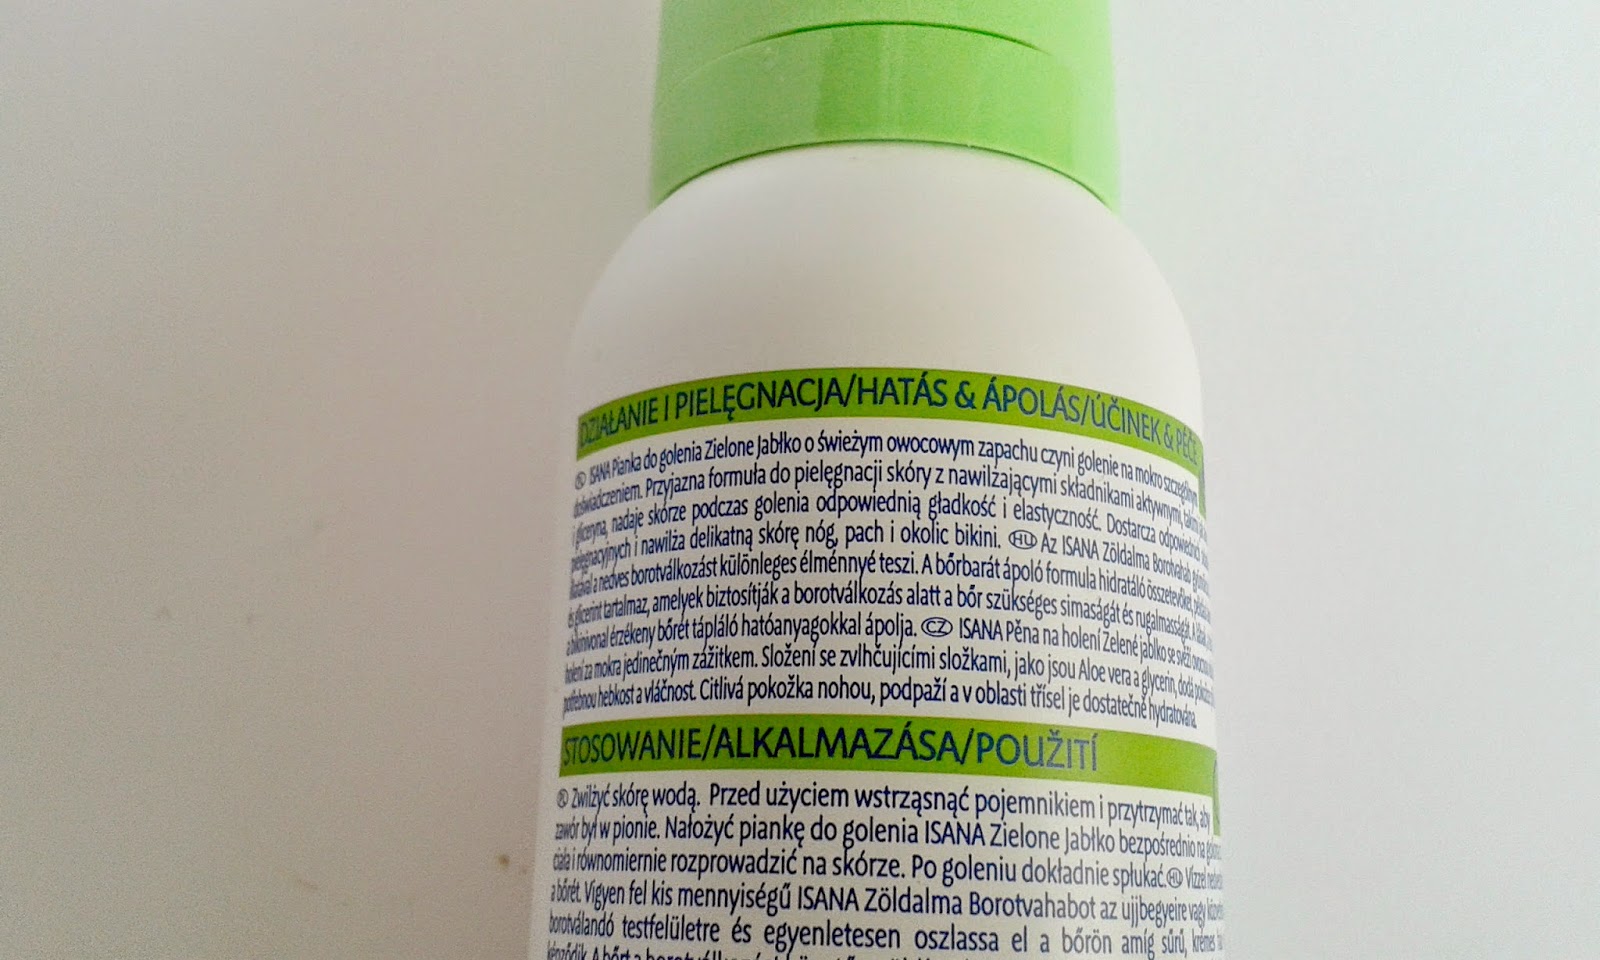 DZIAŁANIE I PIELĘGNACJA/HATÁS & ÁPOLÁS/ÚČINEK & PÉČE
PL ISANA Pianka do golenia Zielone Jabłko o świeżym owocowym zapachu czyni golenie na mokro szczególnym
doświadczeniem. Przyjazna formuła do pielęgnacji skóry z nawilżającymi składnikami aktywnymi, takimi
i gliceryna, nadaje skórze podczas golenia odpowiednią gładkość i elastyczność. Dostarcza odpowiednich
pielęgnacyjnych i nawilża delikatną skórę nóg, pach i okolic bikini. HU Az ISANA Zöldalma Borotvahab
illatával a nedves borotválkozást különleges élménnyé teszi. A bőrbarát ápoló formula hidratáló összetevőket,
és glicerint tartalmaz, amelyek biztosítják a borotválkozás alatt a bőr szükséges simaságát és rugalmasságát. A
a bikinivonal érzékeny bőrét tápláló hatóanyagokkal ápolja. CZ ISANA Pěna na holení Zelené jablko se svěží
holení za mokra jedinečným zážitkem. Složení se zvlhčujícími složkami, jako jsou Aloe vera a glycerin, dodá
potřebnou hebkost a vláčnost. Citlivá pokožka nohou, podpaží a v oblasti třísel je dostatečně hydratována.
STOSOWANIE/ALKALMAZÁSA/POUŽITÍ
PL Zwilżyć skórę wodą. Przed użyciem wstrząsnąć pojemnikiem i przytrzymać tak, aby
zawór był w pionie. Nałożyć piankę do golenia ISANA Zielone Jabłko bezpośrednio na
ciała i równomiernie rozprowadzić na skórze. Po goleniu dokładnie spłukać. HU Vízzel
a bőrét. Vigyen fel kis mennyiségű ISANA Zöldalma Borotvahabot az ujjbegyeire vagy
borotválandó testfelületre és egyenletesen oszlassa el a bőrön amíg sűrű, krémes
képződik. A bőrt a